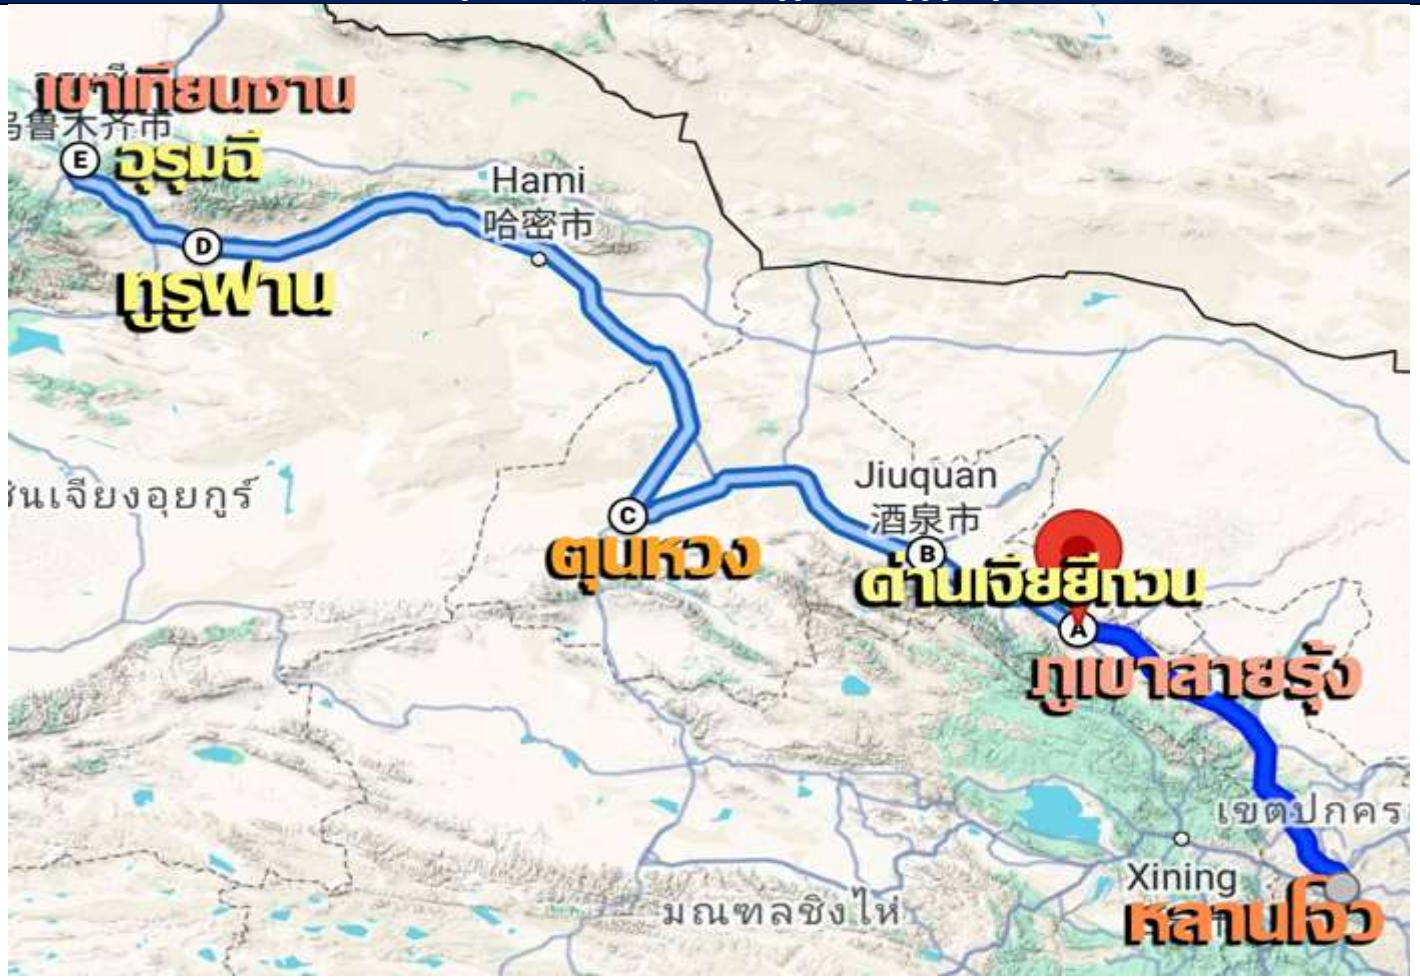 เขาเทียนซาน
乌鲁木齐市
E
อุรุมฉี
Hami
哈密市
D
ทูรูฟาน
Jiuquan
酒泉市
ซินเจียงอุยกูร์
C
B
ตุนหวง
ด่านเจียยี่กวน
A
ภูเขาสายรุ้ง
เขตปกคร
Xining
มณฑลชิงไห่
หลานโจว